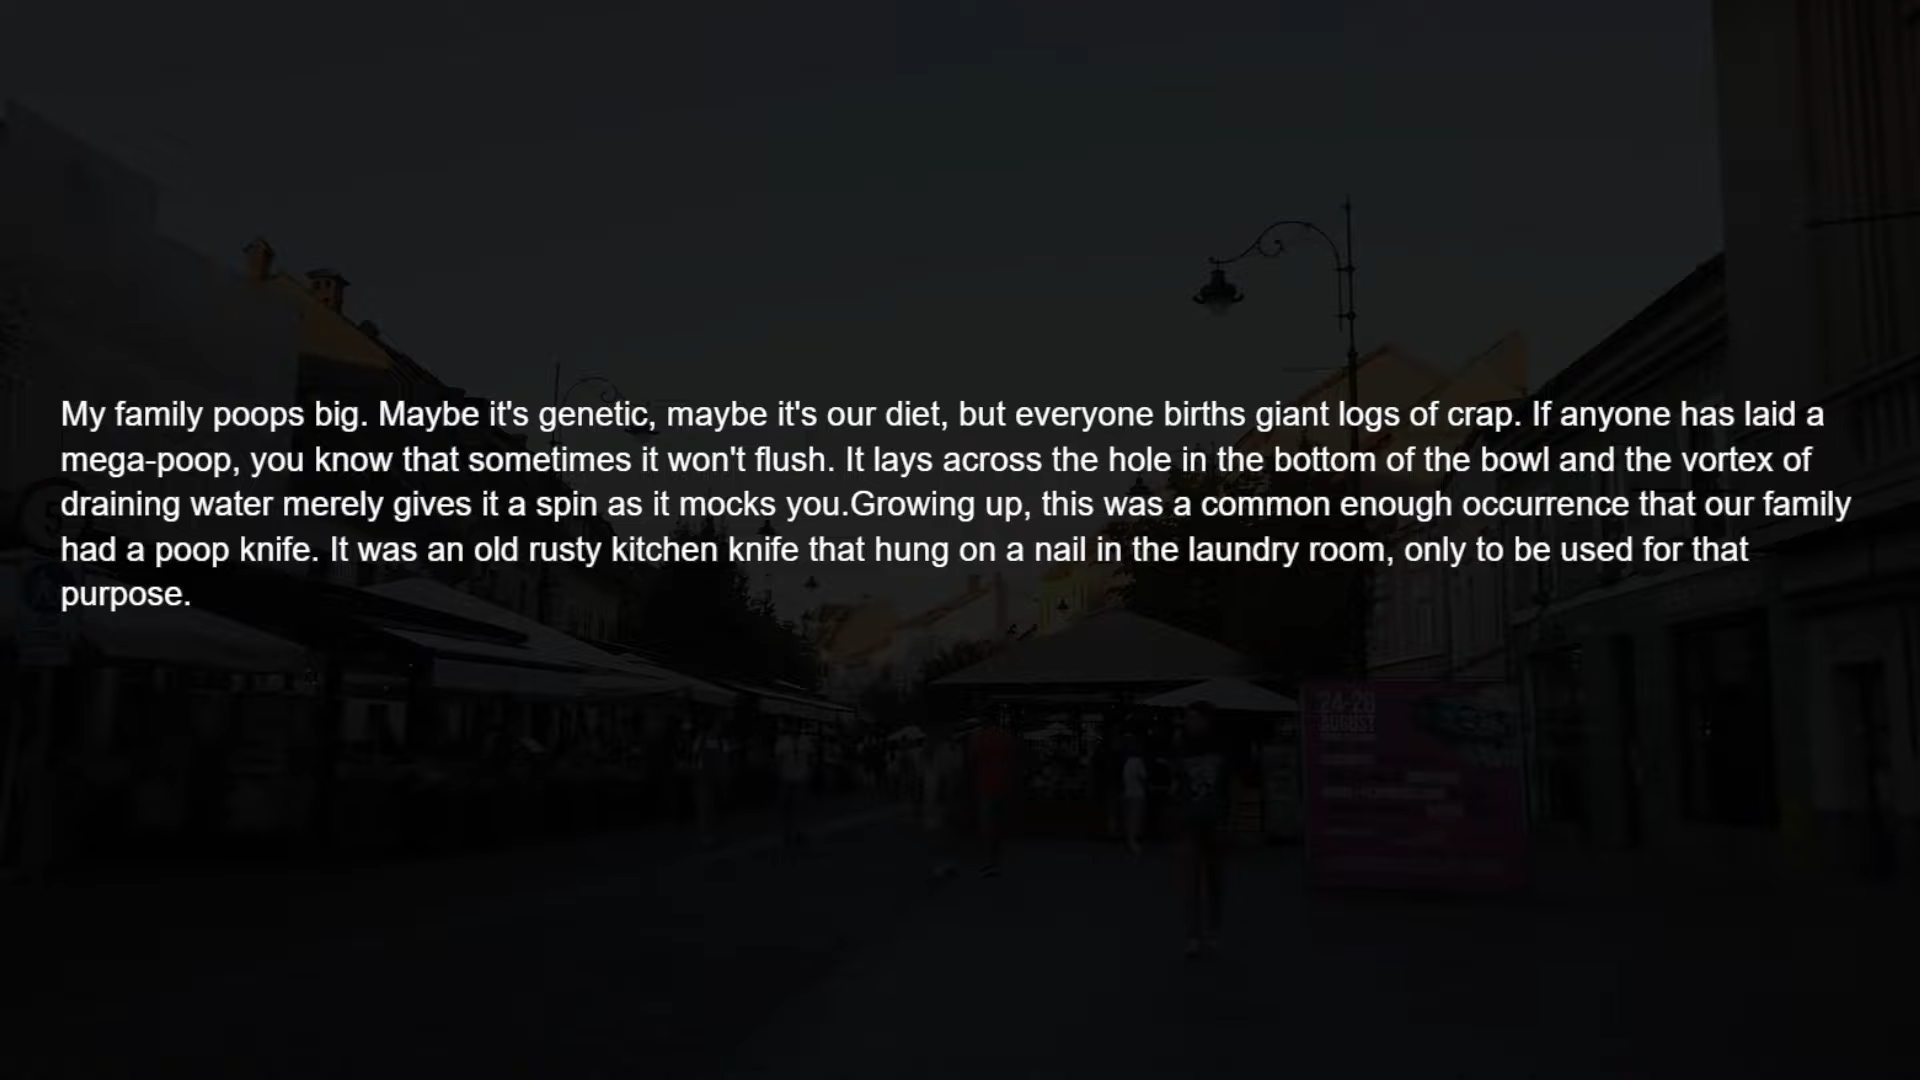 My family poops big. Maybe it's genetic, maybe it's our diet, but everyone births giant logs of crap. If anyone has laid a
mega-poop, you know that sometimes it won't flush. It lays across the hole in the bottom of the bowl and the vortex of
draining water merely gives it a spin as it mocks you.Growing up, this was a common enough occurrence that our family
had a poop knife. It was an old rusty kitchen knife that hung on a nail in the laundry room, only to be used for that
purpose.
24-28
AUGUST